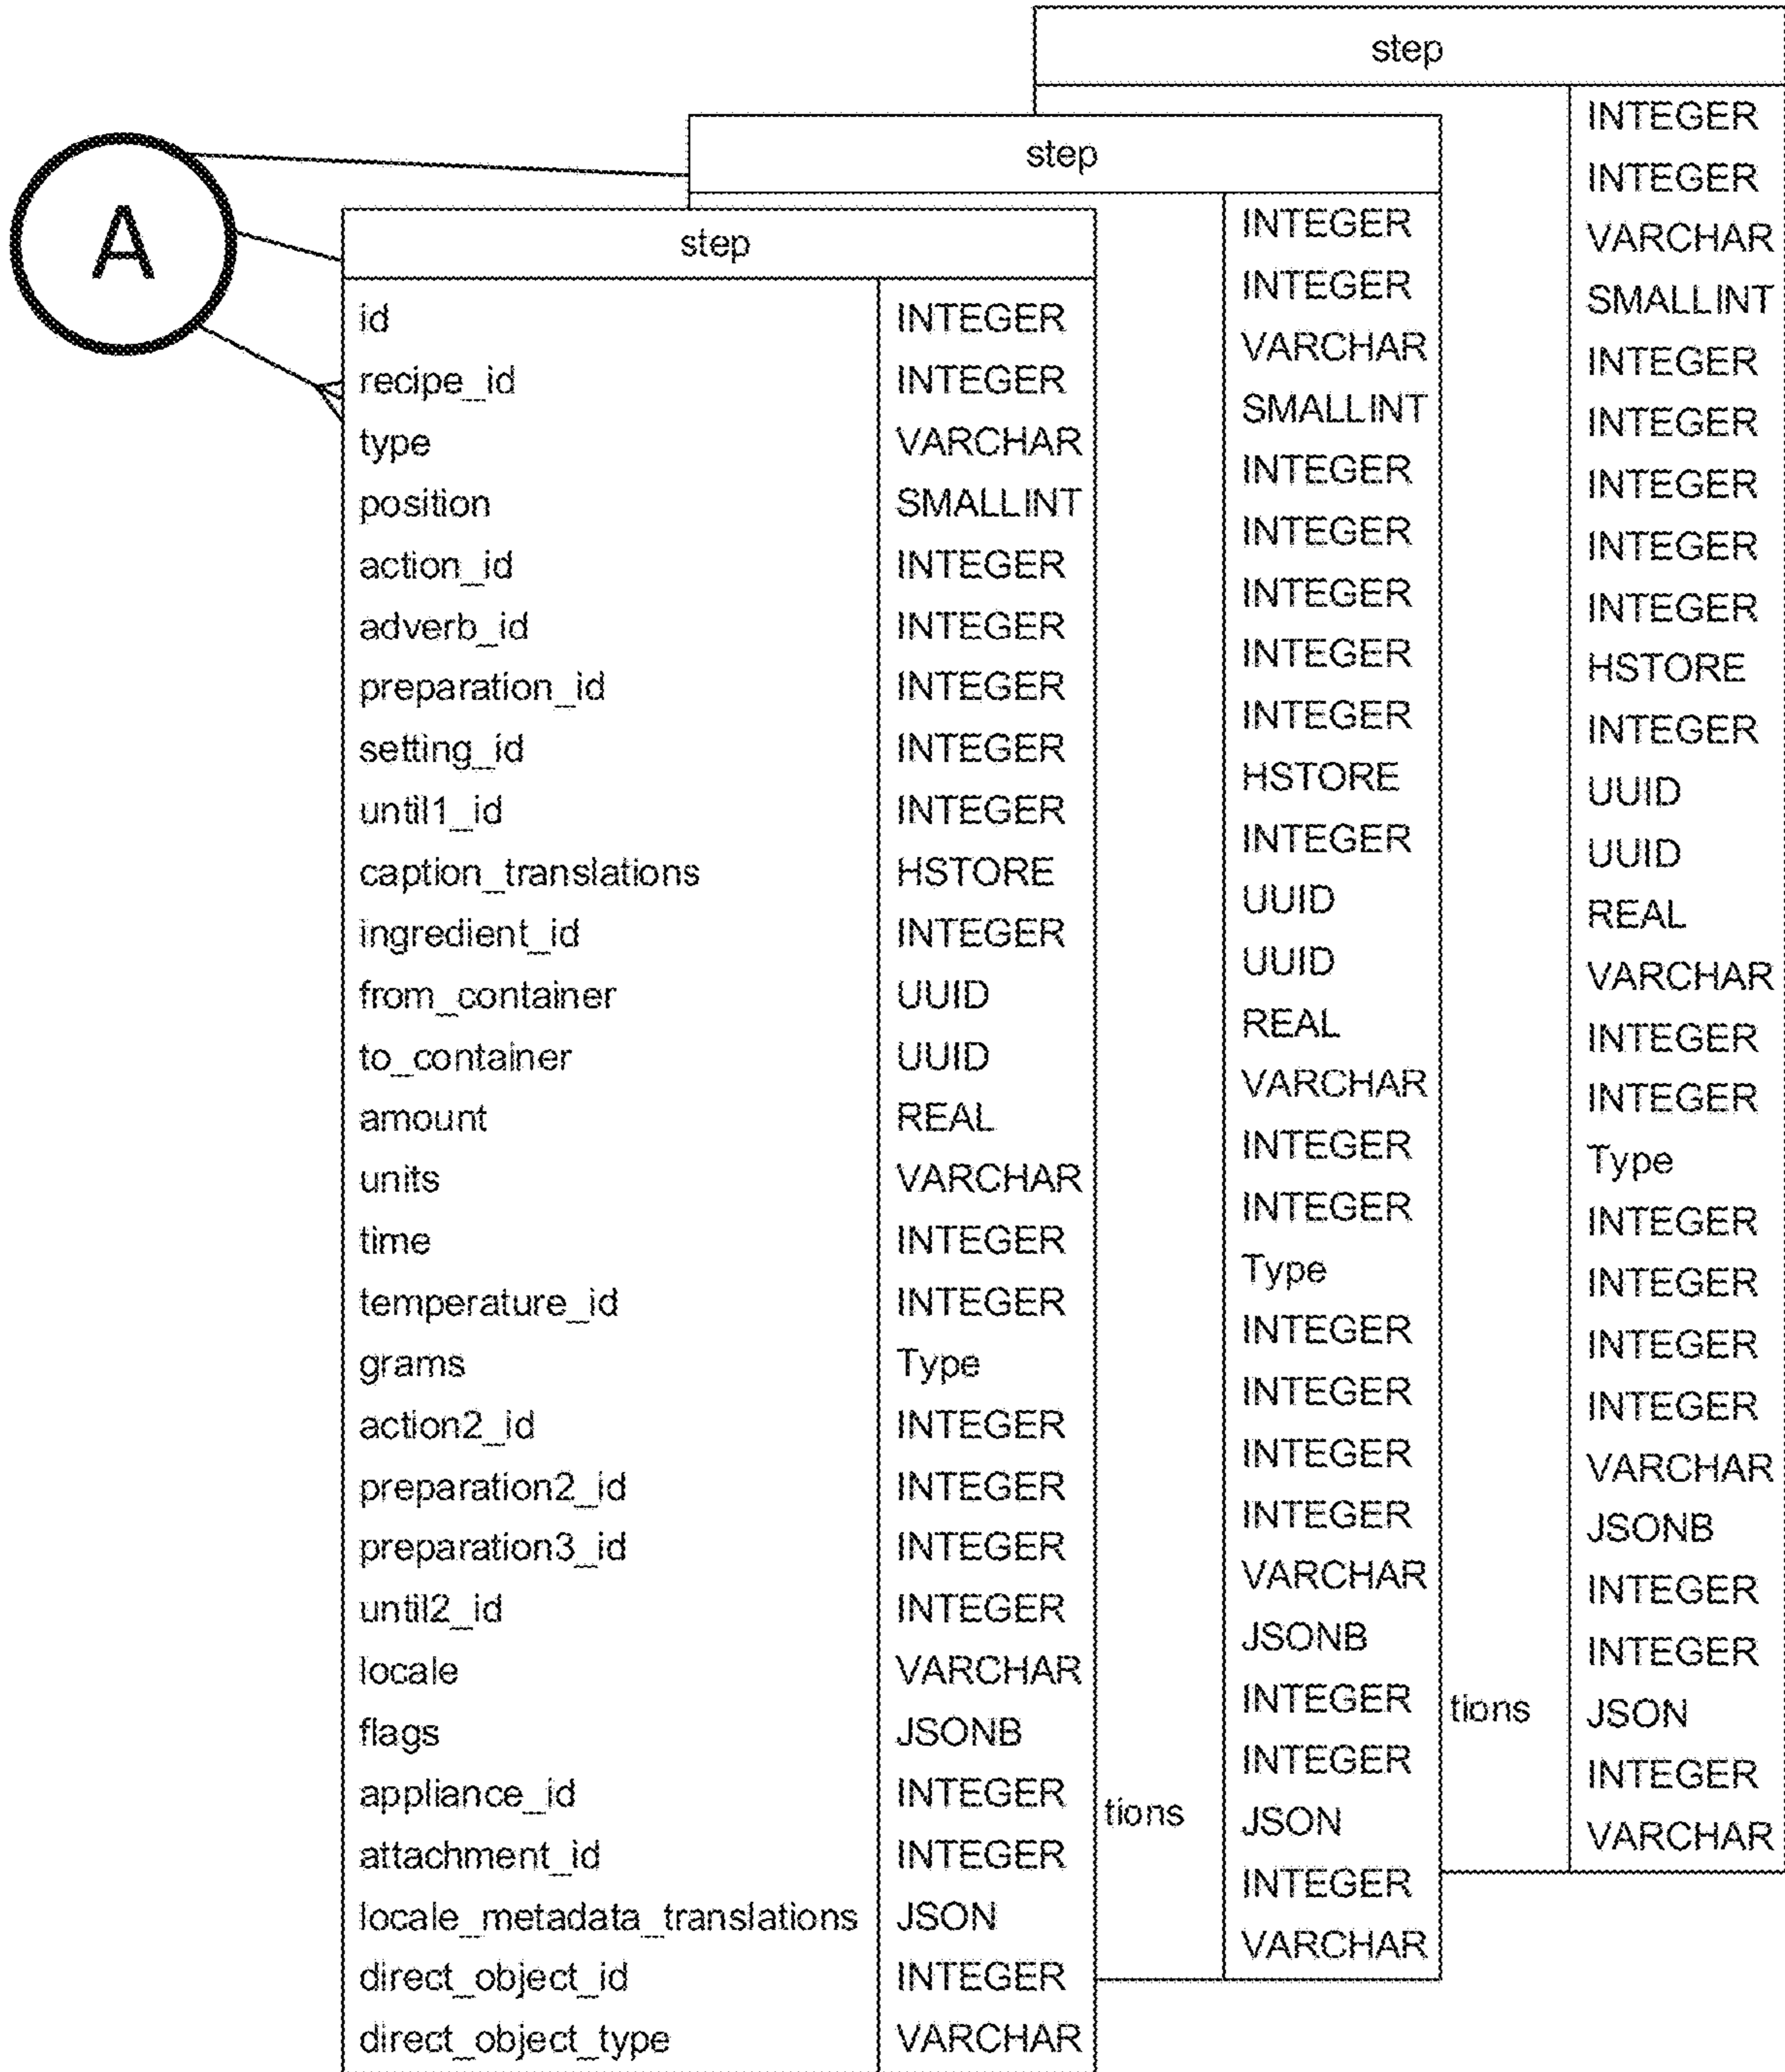 step
INTEGER
INTEGER
VARCHAR
SMALLINT
INTEGER
INTEGER
INTEGER
INTEGER
INTEGER
HSTORE
INTEGER
UUID
UUID
REAL
VARCHAR
INTEGER
INTEGER
Type
INTEGER
INTEGER
INTEGER
INTEGER
VARCHAR
JSONB
INTEGER
INTEGER
tions JSON
INTEGER
VARCHAR
step
INTEGER
INTEGER
VARCHAR
SMALLINT
INTEGER
INTEGER
INTEGER
INTEGER
INTEGER
HSTORE
INTEGER
UUID
UUID
REAL
VARCHAR
INTEGER
INTEGER
Type
INTEGER
INTEGER
INTEGER
INTEGER
VARCHAR
JSONB
INTEGER
INTEGER
tions JSON
INTEGER
VARCHAR
A
step
id INTEGER
recipe_id INTEGER
type VARCHAR
position SMALLINT
action_id INTEGER
adverb_id INTEGER
preparation_id INTEGER
setting_id INTEGER
until1_id INTEGER
caption_translations HSTORE
ingredient_id INTEGER
from_container UUID
to_container UUID
amount REAL
units VARCHAR
time INTEGER
temperature_id INTEGER
grams Type
action2_id INTEGER
preparation2_id INTEGER
preparation3_id INTEGER
until2_id INTEGER
locale VARCHAR
flags JSONB
appliance_id INTEGER
attachment_id INTEGER
locale_metadata_translations JSON
direct_object_id INTEGER
direct_object_type VARCHAR